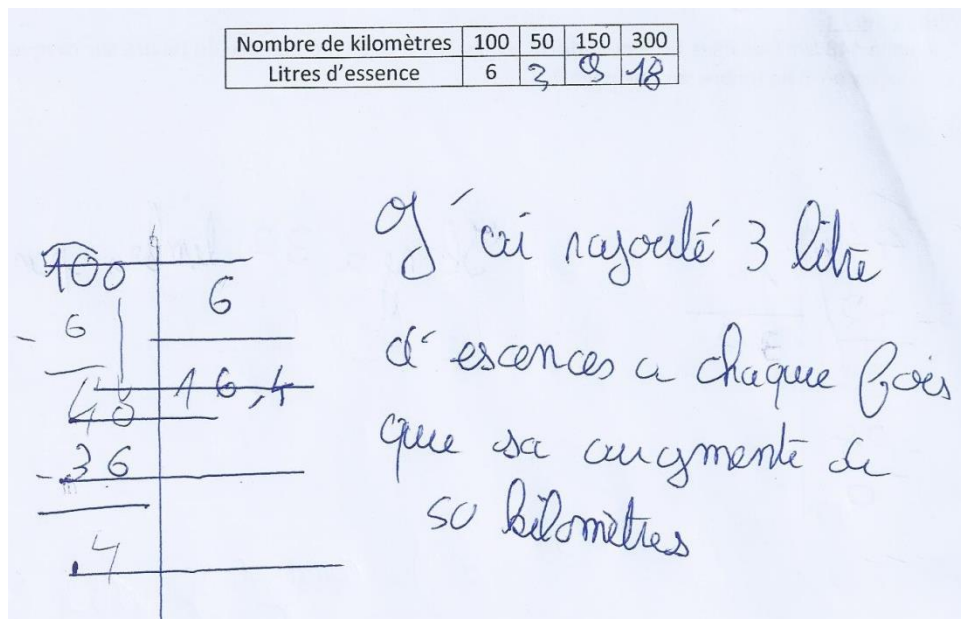 Nombre de kilomètres 100 50 150 300
Litres d'essence 6 3 9 18
J'ai rajouté 3 litre
d'escences a chaque fois
que sa augmente de
50 kilomètres
100 6
- 6
40 16,4
- 36
4